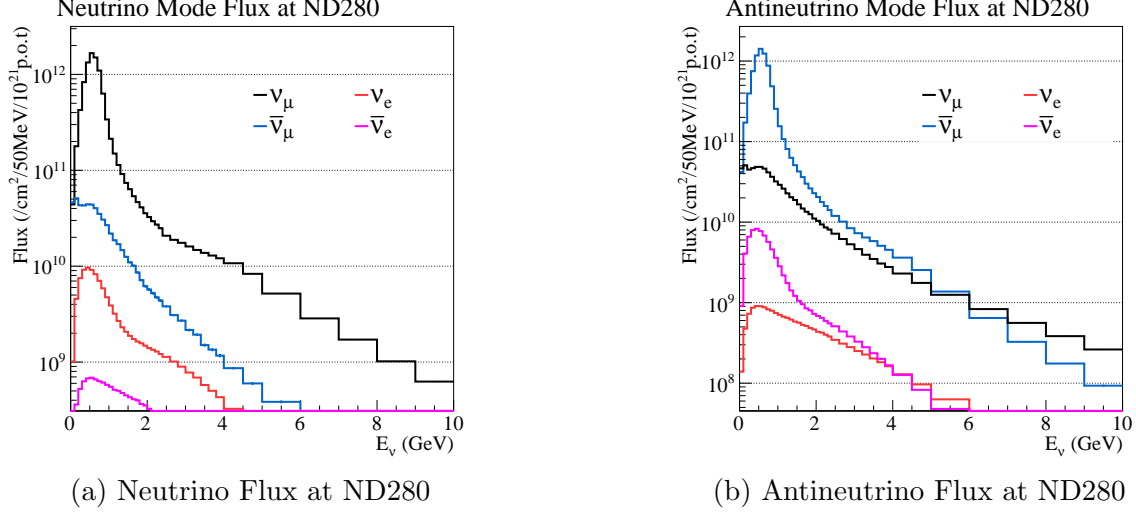 Neutrino Mode Flux at ND280
Flux (/cm²/50MeV/10²¹p.o.t)
10¹²
10¹¹
10¹⁰
10⁹
ν_μ ν_e
ν̅_μ ν̅_e
0 2 4 6 8 10
E_ν (GeV)
(a) Neutrino Flux at ND280
Antineutrino Mode Flux at ND280
Flux (/cm²/50MeV/10²¹p.o.t)
10¹²
10¹¹
10¹⁰
10⁹
10⁸
ν_μ ν_e
ν̅_μ ν̅_e
0 2 4 6 8 10
E_ν (GeV)
(b) Antineutrino Flux at ND280